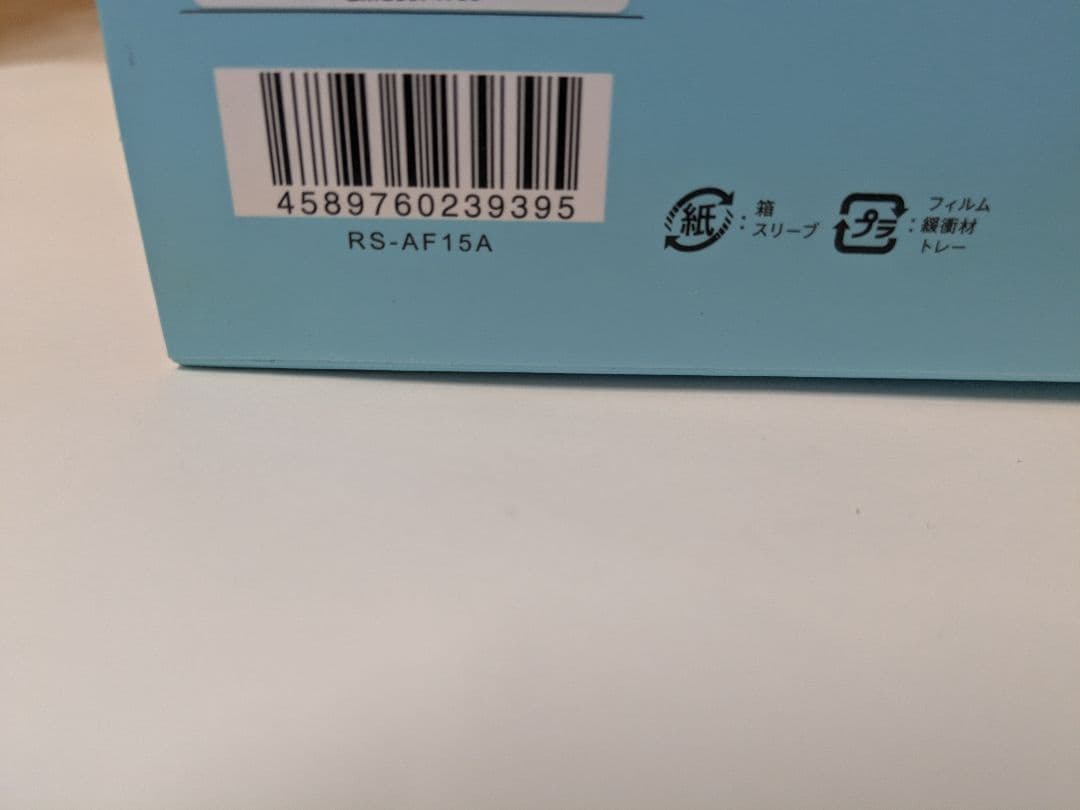 4589760239395
RS-AF15A
紙 : 箱
スリーブ
プラ : フィルム
緩衝材
トレー